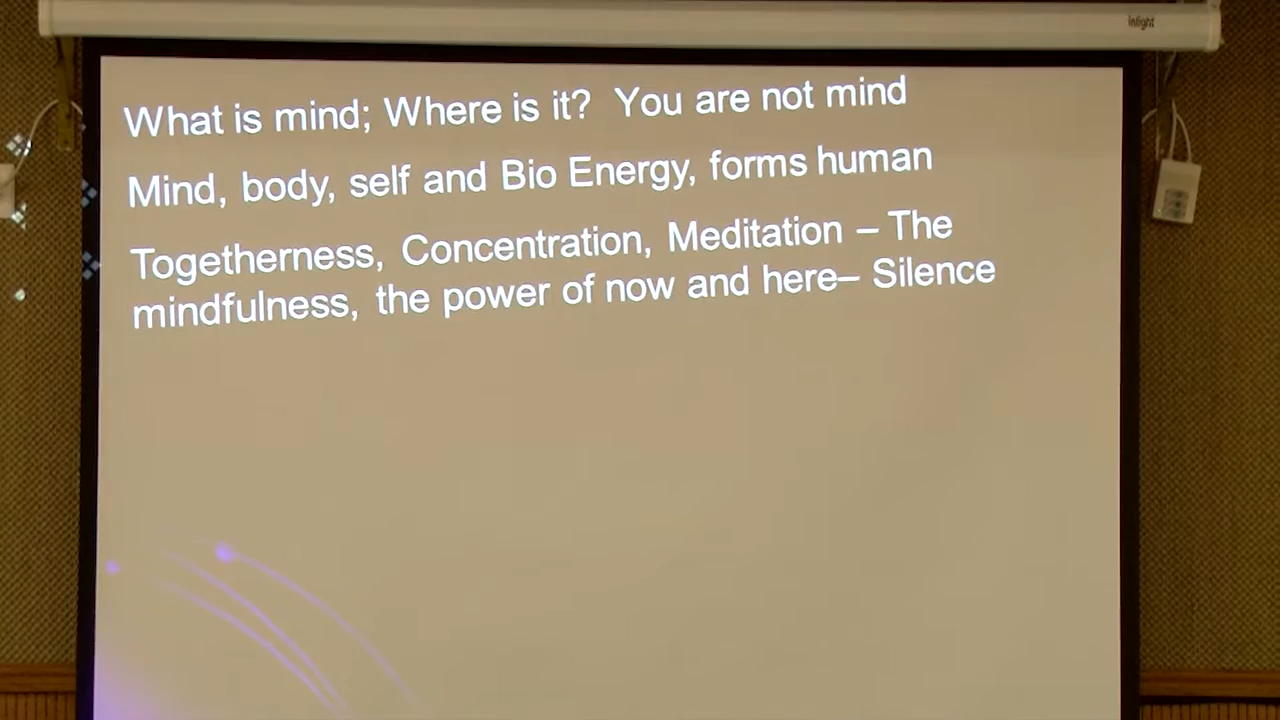 inlight
What is mind; Where is it?  You are not mind
Mind, body, self and Bio Energy, forms human
Togetherness, Concentration, Meditation – The
mindfulness, the power of now and here– Silence